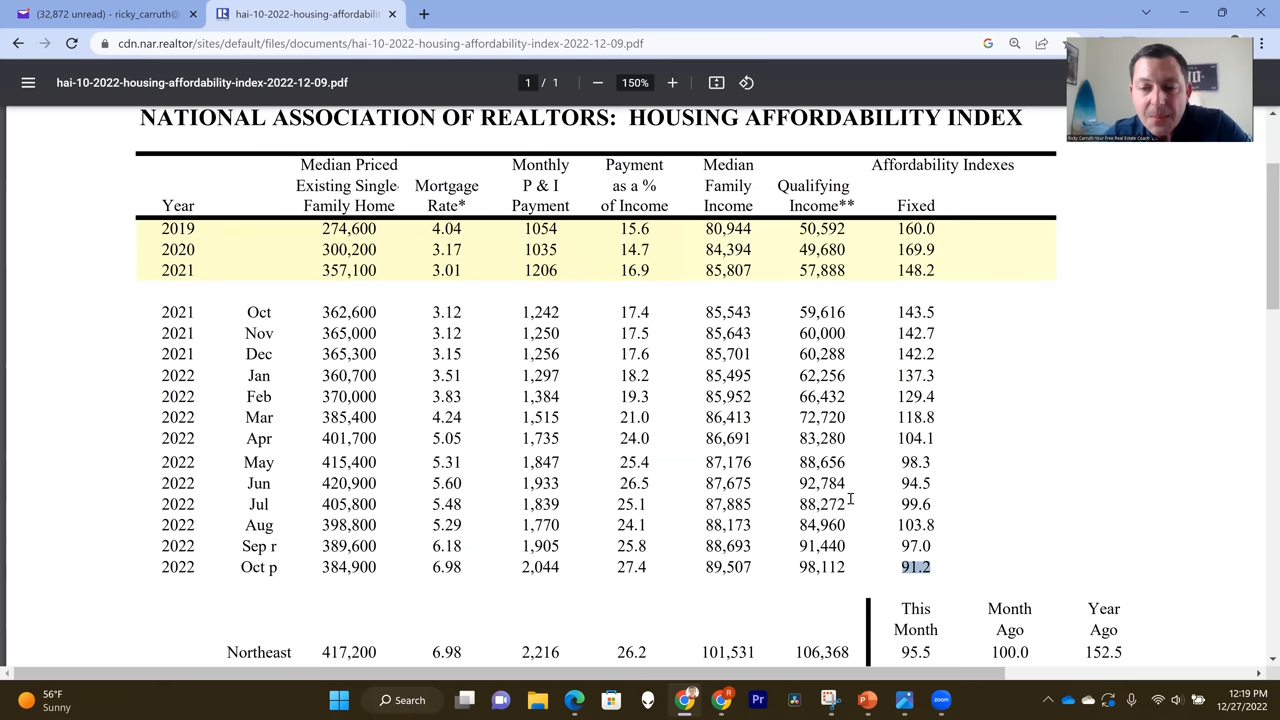 (32,872 unread) - ricky_carruth@
hai-10-2022-housing-affordability-index-2022-12-09.pdf
cdn.nar.realtor/sites/default/files/documents/hai-10-2022-housing-affordability-index-2022-12-09.pdf
hai-10-2022-housing-affordability-index-2022-12-09.pdf
1 / 1
150%
Ricky Carruth-Your Free Real Estate Coach
NATIONAL ASSOCIATION OF REALTORS: HOUSING AFFORDABILITY INDEX
Median Priced Monthly Payment Median Affordability Indexes
Existing Single- Mortgage P & I as a % Family Qualifying
Year Family Home Rate* Payment of Income Income Income** Fixed
2019 274,600 4.04 1054 15.6 80,944 50,592 160.0
2020 300,200 3.17 1035 14.7 84,394 49,680 169.9
2021 357,100 3.01 1206 16.9 85,807 57,888 148.2
2021 Oct 362,600 3.12 1,242 17.4 85,543 59,616 143.5
2021 Nov 365,000 3.12 1,250 17.5 85,643 60,000 142.7
2021 Dec 365,300 3.15 1,256 17.6 85,701 60,288 142.2
2022 Jan 360,700 3.51 1,297 18.2 85,495 62,256 137.3
2022 Feb 370,000 3.83 1,384 19.3 85,952 66,432 129.4
2022 Mar 385,400 4.24 1,515 21.0 86,413 72,720 118.8
2022 Apr 401,700 5.05 1,735 24.0 86,691 83,280 104.1
2022 May 415,400 5.31 1,847 25.4 87,176 88,656 98.3
2022 Jun 420,900 5.60 1,933 26.5 87,675 92,784 94.5
2022 Jul 405,800 5.48 1,839 25.1 87,885 88,272 99.6
2022 Aug 398,800 5.29 1,770 24.1 88,173 84,960 103.8
2022 Sep r 389,600 6.18 1,905 25.8 88,693 91,440 97.0
2022 Oct p 384,900 6.98 2,044 27.4 89,507 98,112 91.2
This Month Year
Month Ago Ago
Northeast 417,200 6.98 2,216 26.2 101,531 106,368 95.5 100.0 152.5
56°F
Sunny
Search
Pr
zoom
12:19 PM
12/27/2022